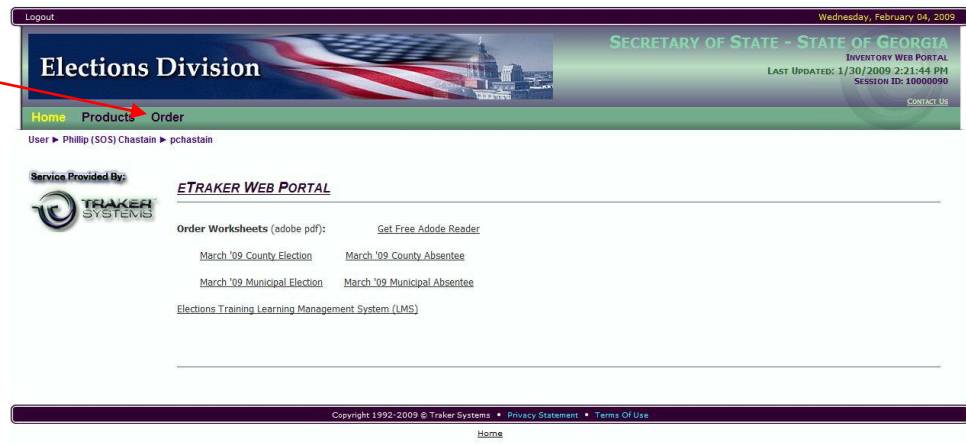 Logout
Wednesday, February 04, 2009
Elections Division
SECRETARY OF STATE - STATE OF GEORGIA
INVENTORY WEB PORTAL
LAST UPDATED: 1/30/2009 2:21:44 PM
SESSION ID: 10000090
CONTACT US
Home Products Order
User ► Phillip (SOS) Chastain ► pchastain
Service Provided By:
TRAKER
SYSTEMS
ETRAKER WEB PORTAL
Order Worksheets (adobe pdf): Get Free Adode Reader
March '09 County Election March '09 County Absentee
March '09 Municipal Election March '09 Municipal Absentee
Elections Training Learning Management System (LMS)
Copyright 1992-2009 © Traker Systems • Privacy Statement • Terms Of Use
Home